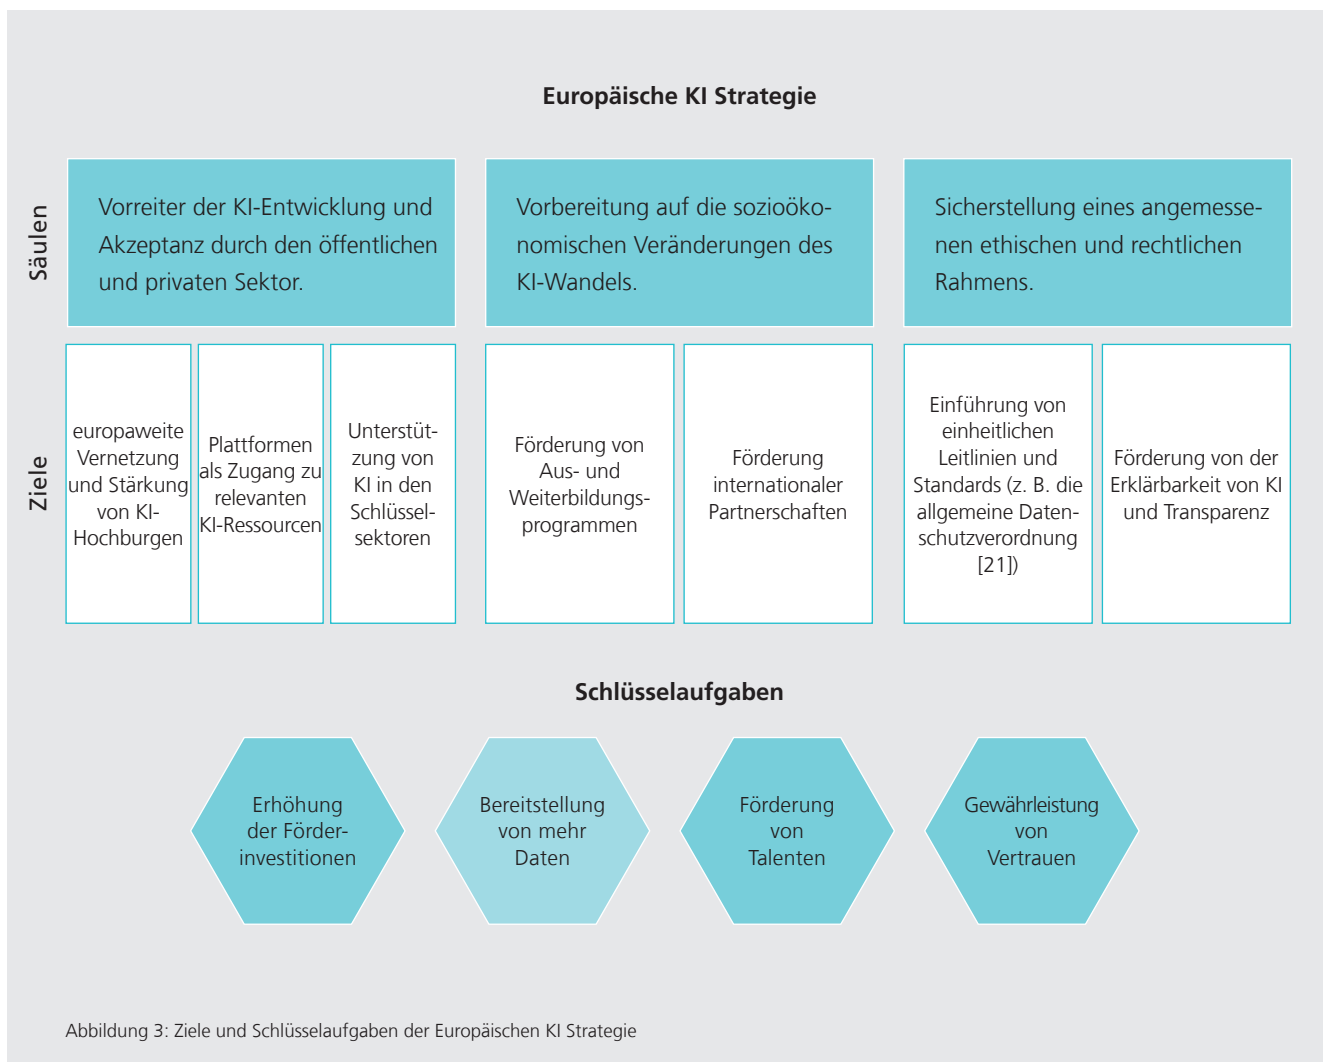 Europäische KI Strategie
Säulen
Vorreiter der KI-Entwicklung und
Akzeptanz durch den öffentlichen
und privaten Sektor.
Vorbereitung auf die sozioöko-
nomischen Veränderungen des
KI-Wandels.
Sicherstellung eines angemesse-
nen ethischen und rechtlichen
Rahmens.
Ziele
europaweite
Vernetzung
und Stärkung
von KI-
Hochburgen
Plattformen
als Zugang zu
relevanten
KI-Ressourcen
Unterstüt-
zung von
KI in den
Schlüssel-
sektoren
Förderung von
Aus- und
Weiterbildungs-
programmen
Förderung
internationaler
Partnerschaften
Einführung von
einheitlichen
Leitlinien und
Standards (z. B. die
allgemeine Daten-
schutzverordnung
[21])
Förderung von der
Erklärbarkeit von KI
und Transparenz
Schlüsselaufgaben
Erhöhung
der Förder-
investitionen
Bereitstellung
von mehr
Daten
Förderung
von
Talenten
Gewährleistung
von
Vertrauen
Abbildung 3: Ziele und Schlüsselaufgaben der Europäischen KI Strategie